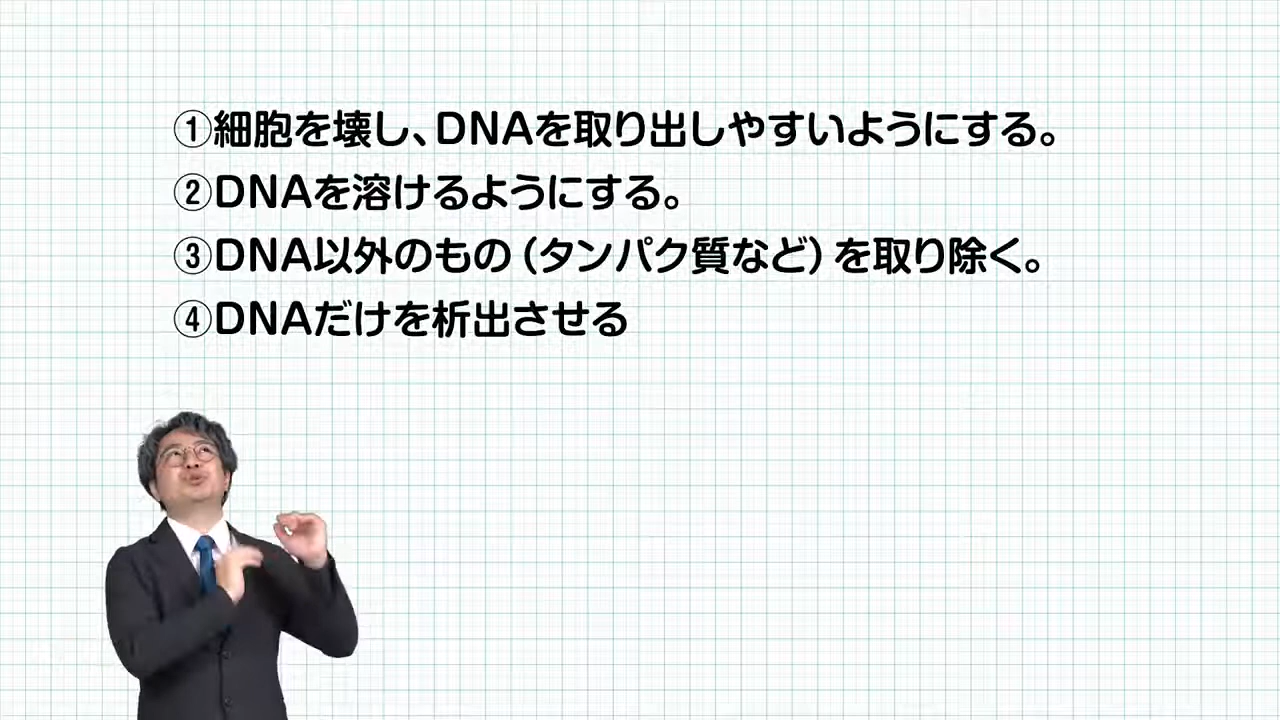 ①細胞を壊し、DNAを取り出しやすいようにする。
②DNAを溶けるようにする。
③DNA以外のもの（タンパク質など）を取り除く。
④DNAだけを析出させる